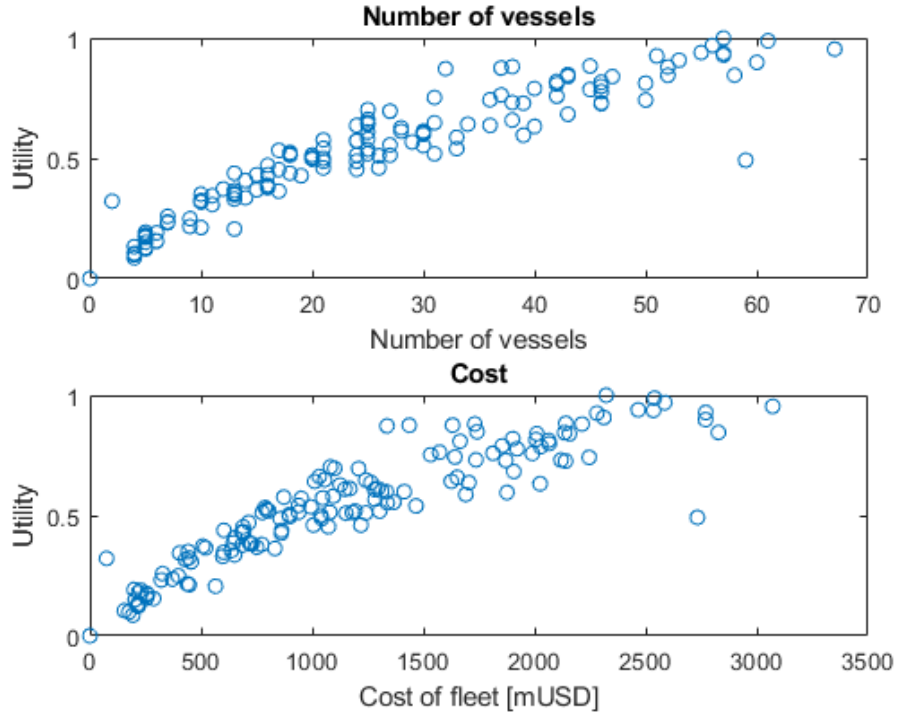 Number of vessels
Utility
1
0.5
0
0 10 20 30 40 50 60 70
Number of vessels
Cost
Utility
1
0.5
0
0 500 1000 1500 2000 2500 3000 3500
Cost of fleet [mUSD]